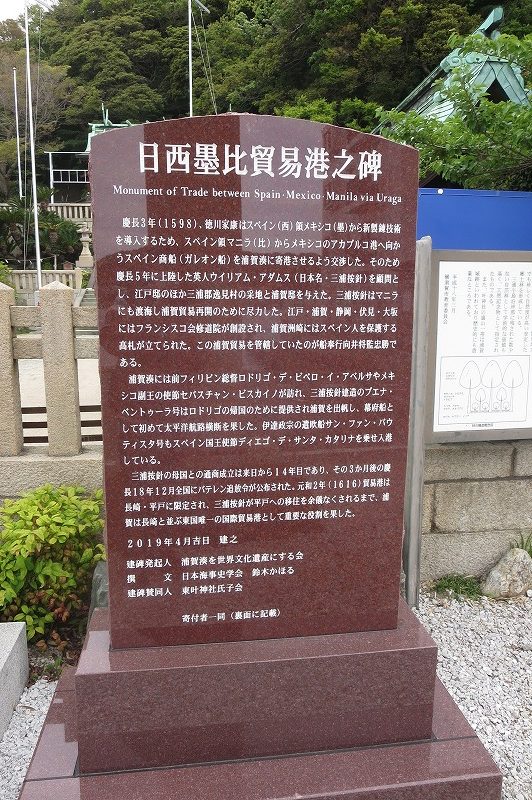 日西墨比貿易港之碑
Monument of Trade between Spain·Mexico·Manila via Uraga
慶長3年(1598)、徳川家康はスペイン(西)領メキシコ(墨)から新製錬技術
を導入するため、スペイン領マニラ(比)からメキシコのアカプルコ港へ向か
うスペイン商船(ガレオン船)を浦賀湊に寄港させるよう交渉した。そのため
慶長5年に上陸した英人ウイリアム・アダムス(日本名・三浦按針)を顧問と
し、江戸邸のほか三浦郡逸見村の采地と浦賀邸を与えた。三浦按針はマニラ
にも渡海し浦賀貿易再開のために尽力した。江戸・浦賀・静岡・伏見・大坂
にはフランシスコ会修道院が創設され、浦賀洲崎にはスペイン人を保護する
高札が立てられた。この浦賀貿易を管轄していたのが船奉行向井将監忠勝で
ある。
浦賀湊には前フィリピン総督ロドリゴ・デ・ビベロ・イ・アベルサやメキ
シコ副王の使節セバスチャン・ビスカイノが訪れ、三浦按針建造のブエナ・
ベントゥーラ号はロドリゴの帰国のために提供され浦賀を出帆し、幕府船と
して初めて太平洋航路横断を果した。伊達政宗の遣欧船サン・ファン・バウ
ティスタ号もスペイン国王使節ディエゴ・デ・サンタ・カタリナを乗せ入港
している。
三浦按針の母国との通商成立は来日から14年目であり、その3か月後の慶
長18年12月全国にバテレン追放令が公布された。元和2年(1616)貿易港は
長崎・平戸に限定され、三浦按針が平戸への移住を余儀なくされるまで、浦
賀は長崎と並ぶ東国唯一の国際貿易港として重要な役割を果した。
2019年4月吉日 建之
建碑発起人 浦賀湊を世界文化遺産にする会
撰 文 日本海事史学会 鈴木かほる
建碑賛同人 東叶神社氏子会
寄付者一同(裏面に記載)